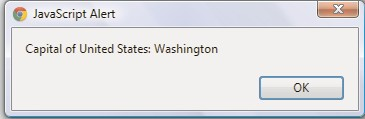 JavaScript Alert
Capital of United States: Washington
OK